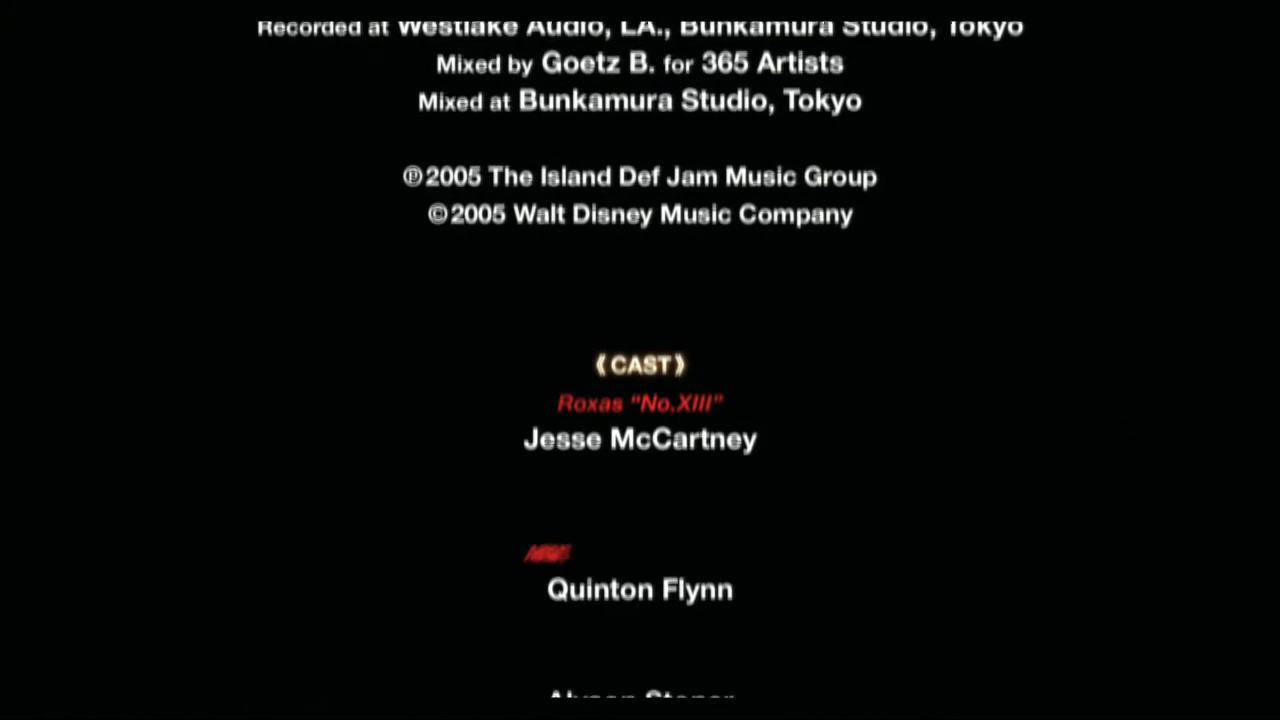 Recorded at Westlake Audio, LA., Bunkamura Studio, Tokyo
Mixed by Goetz B. for 365 Artists
Mixed at Bunkamura Studio, Tokyo
℗2005 The Island Def Jam Music Group
©2005 Walt Disney Music Company
《CAST》
Roxas “No.XIII”
Jesse McCartney
Quinton Flynn
Alyson Stoner